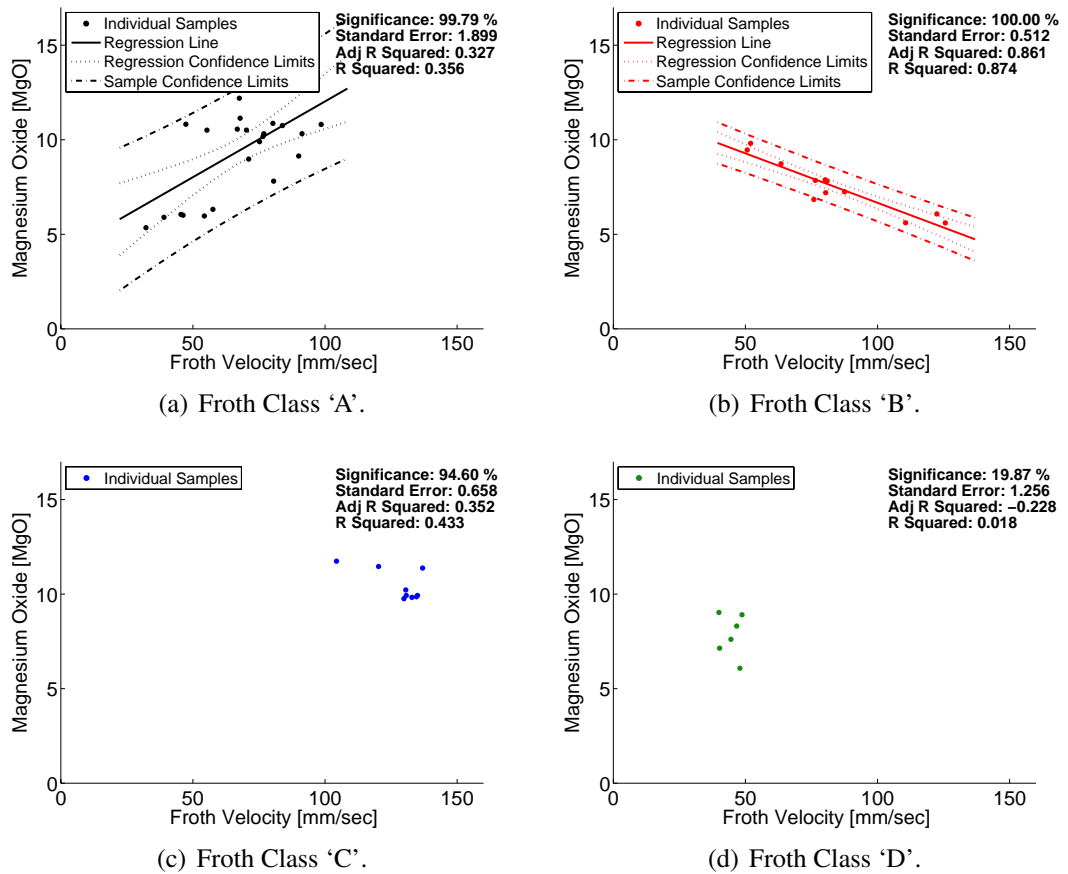 Individual Samples
Regression Line
Regression Confidence Limits
Sample Confidence Limits
Significance: 99.79 %
Standard Error: 1.899
Adj R Squared: 0.327
R Squared: 0.356
Magnesium Oxide [MgO]
15
10
5
0
0 50 100 150
Froth Velocity [mm/sec]
(a) Froth Class ‘A’.
Individual Samples
Regression Line
Regression Confidence Limits
Sample Confidence Limits
Significance: 100.00 %
Standard Error: 0.512
Adj R Squared: 0.861
R Squared: 0.874
Magnesium Oxide [MgO]
15
10
5
0
0 50 100 150
Froth Velocity [mm/sec]
(b) Froth Class ‘B’.
Individual Samples
Significance: 94.60 %
Standard Error: 0.658
Adj R Squared: 0.352
R Squared: 0.433
Magnesium Oxide [MgO]
15
10
5
0
0 50 100 150
Froth Velocity [mm/sec]
(c) Froth Class ‘C’.
Individual Samples
Significance: 19.87 %
Standard Error: 1.256
Adj R Squared: −0.228
R Squared: 0.018
Magnesium Oxide [MgO]
15
10
5
0
0 50 100 150
Froth Velocity [mm/sec]
(d) Froth Class ‘D’.